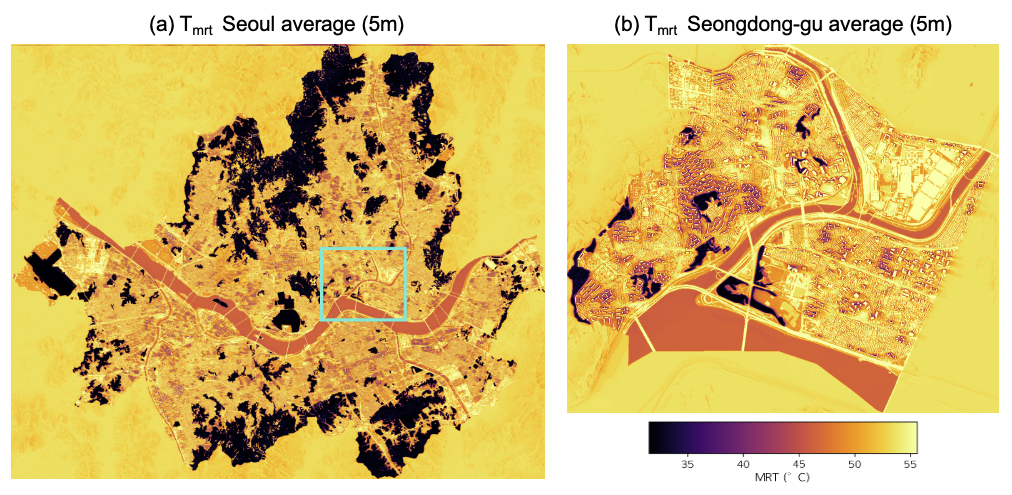 (a) Tmrt Seoul average (5m)
(b) Tmrt Seongdong-gu average (5m)
35 40 45 50 55
MRT (° C)